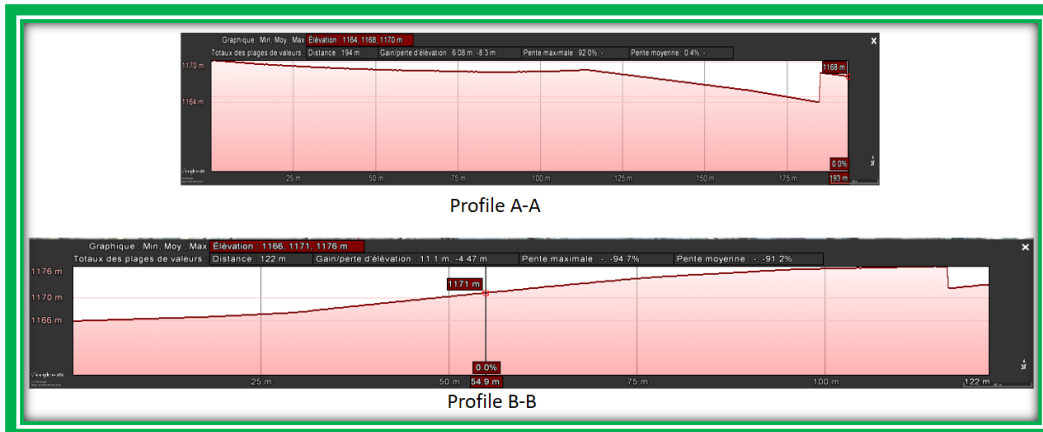 Graphique : Min, Moy, Max Élévation : 1164, 1168, 1170 m
Totaux des plages de valeurs Distance : 194 m Gain/perte d'élévation : 6.08 m, -8.3 m Pente maximale : 92.0%, - Pente moyenne : 0.4%, -
1170 m
1168 m
1164 m
0.0%
25 m 50 m 75 m 100 m 125 m 150 m 175 m 193 m
Profile A-A
Graphique : Min, Moy, Max Élévation : 1166, 1171, 1176 m
Totaux des plages de valeurs Distance : 122 m Gain/perte d'élévation : 11.1 m, -4.47 m Pente maximale : -, -94.7% Pente moyenne : -, -91.2%
1176 m
1171 m
1170 m
1166 m
0.0%
25 m 50 m 54.9 m 75 m 100 m 122 m
Profile B-B